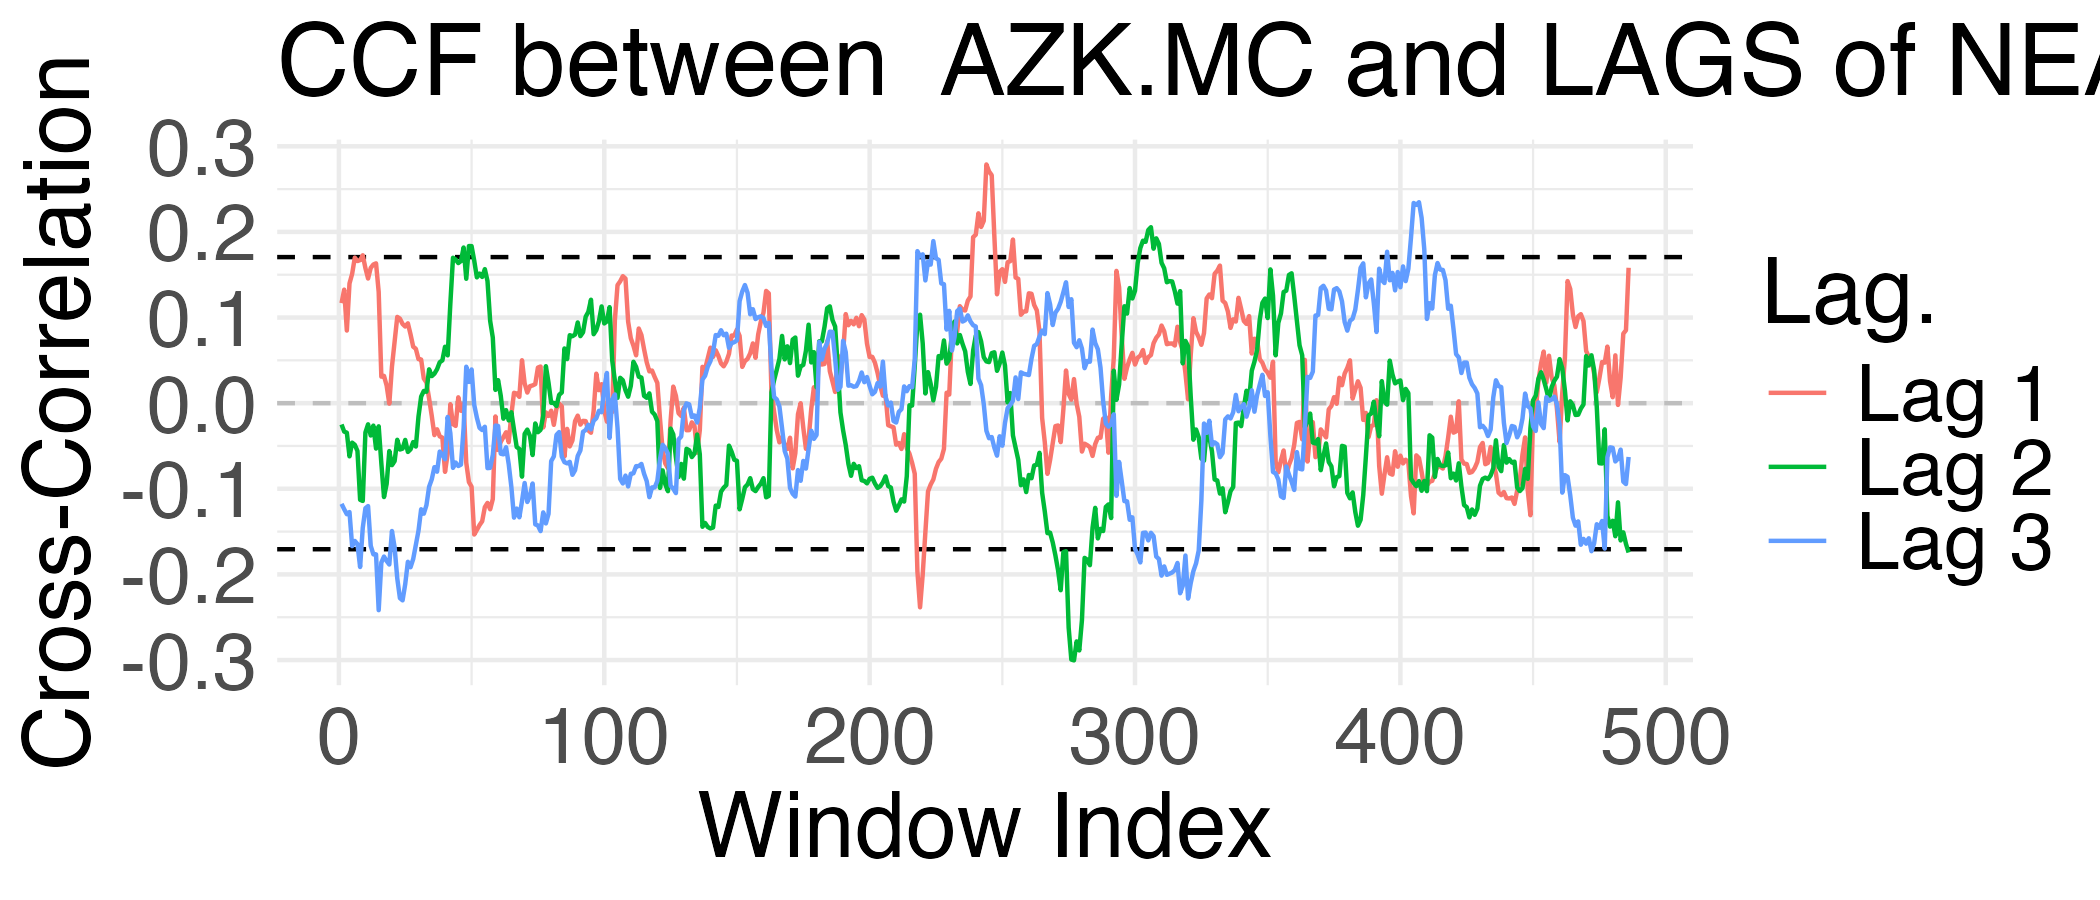 CCF between  AZK.MC and LAGS of NEA
Cross-Correlation
0.3
0.2
0.1
0.0
-0.1
-0.2
-0.3
0
100
200
300
400
500
Window Index
Lag.
Lag 1
Lag 2
Lag 3